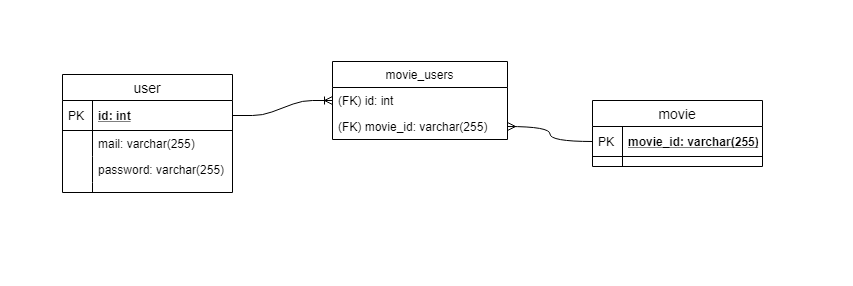 user
PK id: int
mail: varchar(255)
password: varchar(255)
movie_users
(FK) id: int
(FK) movie_id: varchar(255)
movie
PK movie_id: varchar(255)